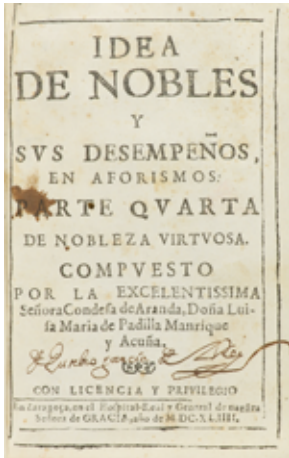 IDEA
DE NOBLES
Y
SVS DESEMPEÑOS,
EN AFORISMOS:
PARTE QVARTA
DE NOBLEZA VIRTVOSA.
COMPVESTO
POR LA EXCELENTISSIMA
Señora Condesa de Aranda, Doña Lui-
sa Maria de Padilla Manrique
y Acuña.
CON LICENCIA Y PRIVILEGIO
En Zaragoça, en el Hospital Real y General de nuestra
Señora de GRACIA, año de M.DC.XLIIII.